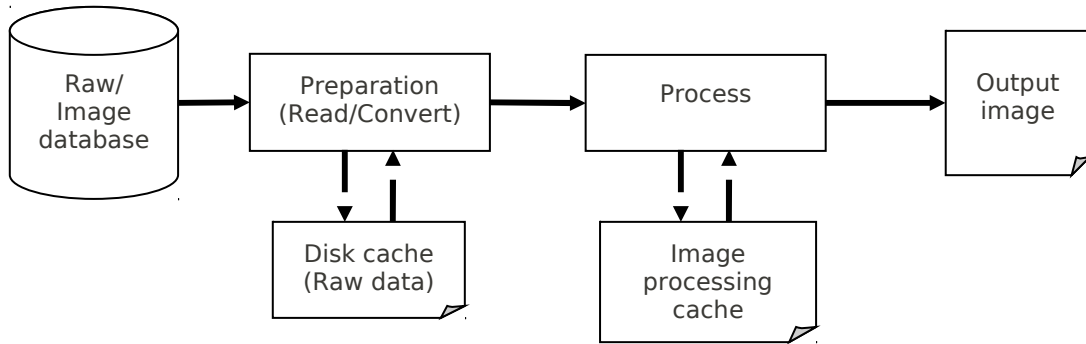 Raw/
Image
database
Preparation
(Read/Convert)
Process
Output
image
Disk cache
(Raw data)
Image
processing
cache